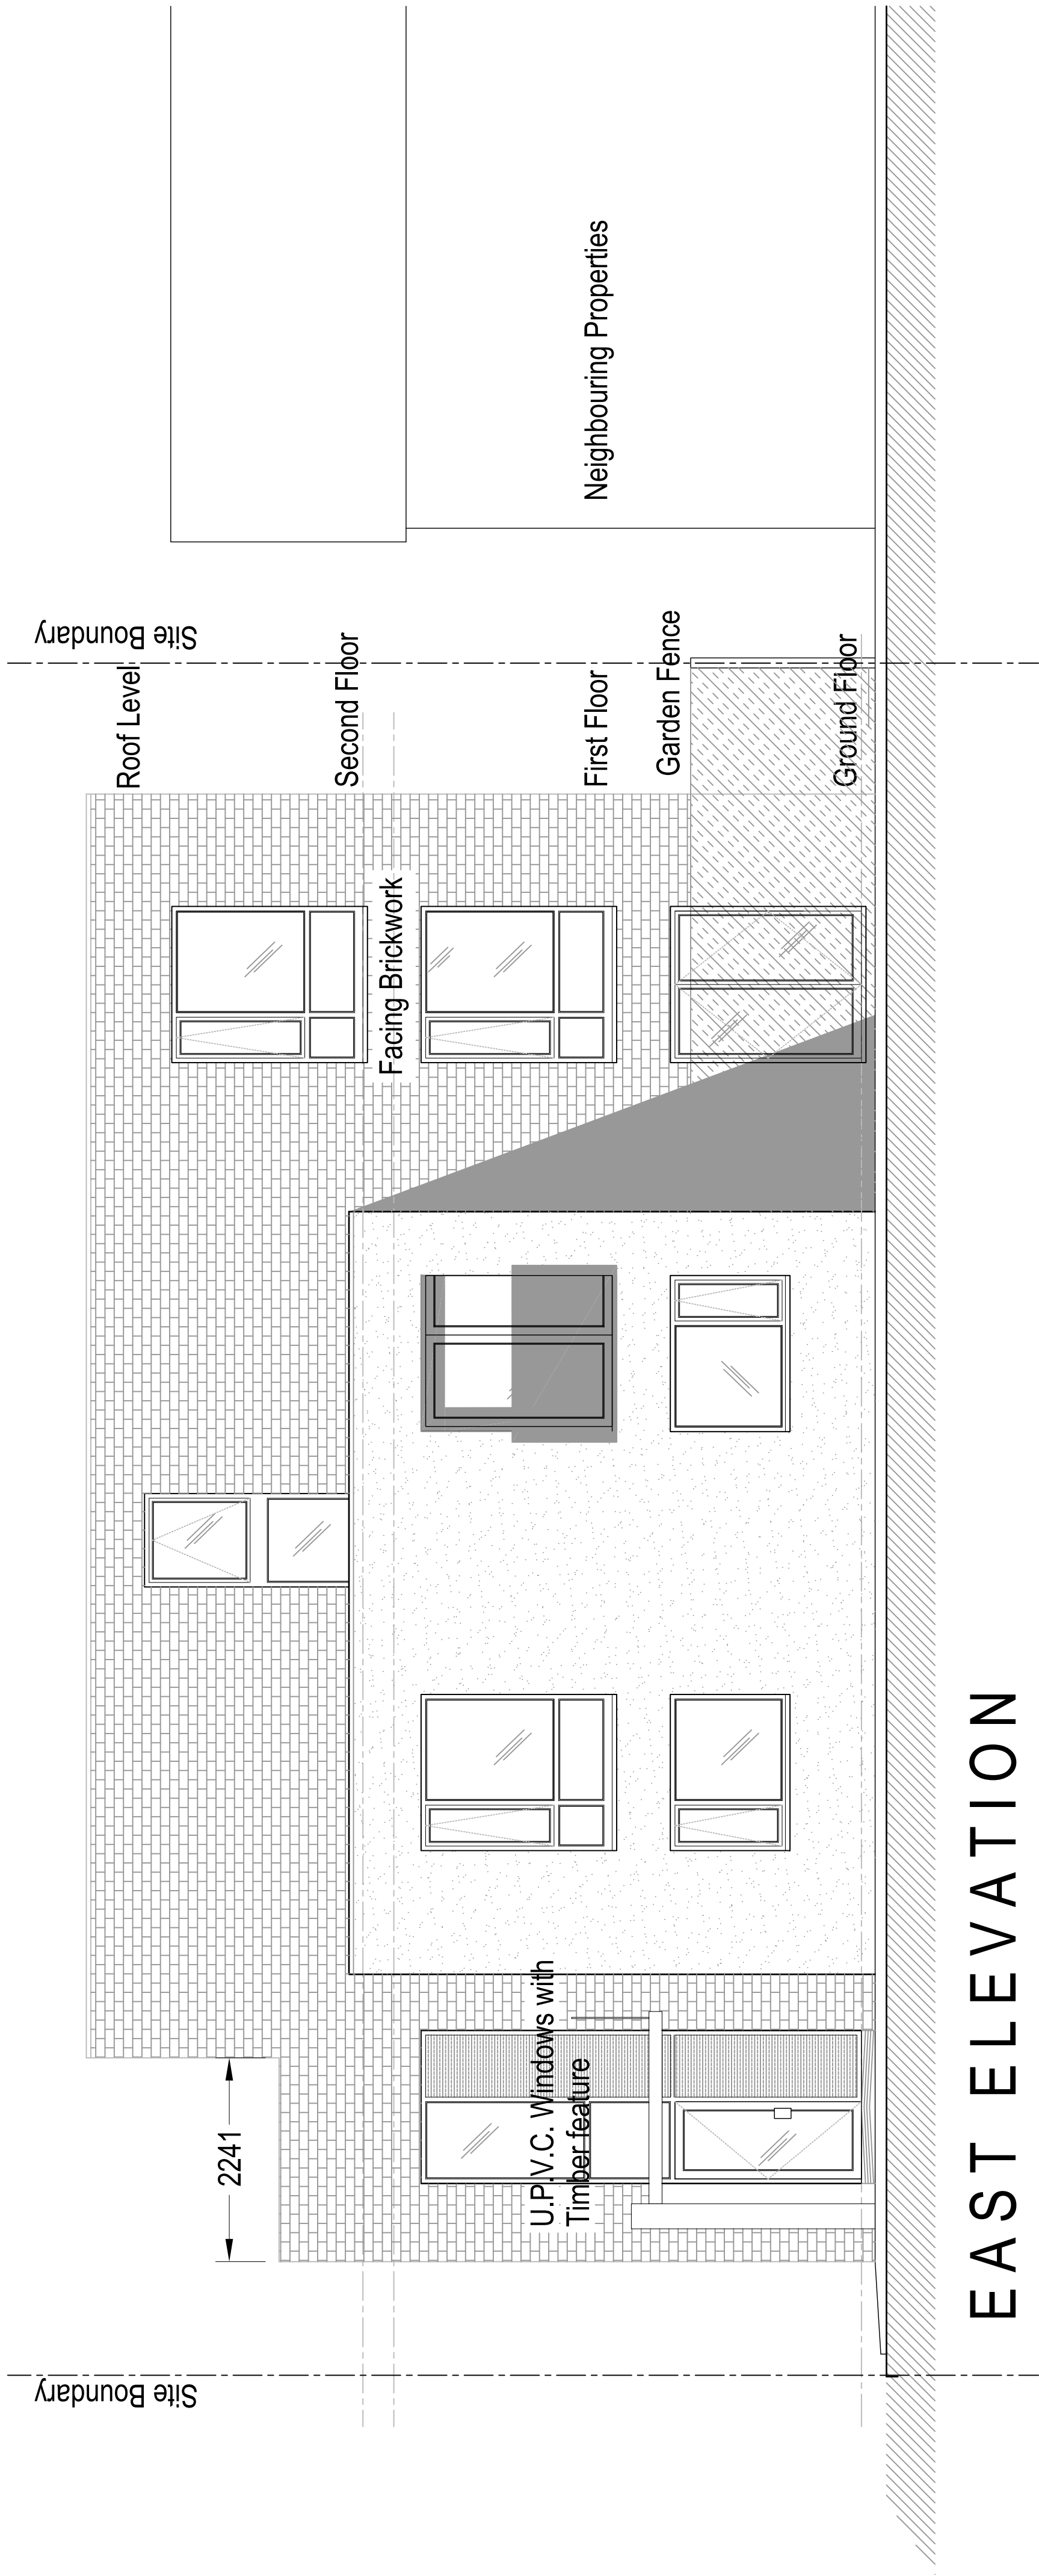 Site Boundary
Site Boundary
Roof Level
Second Floor
First Floor
Garden Fence
Ground Floor
Neighbouring Properties
Facing Brickwork
2241
U.P.V.C. Windows with
Timber feature
EAST ELEVATION